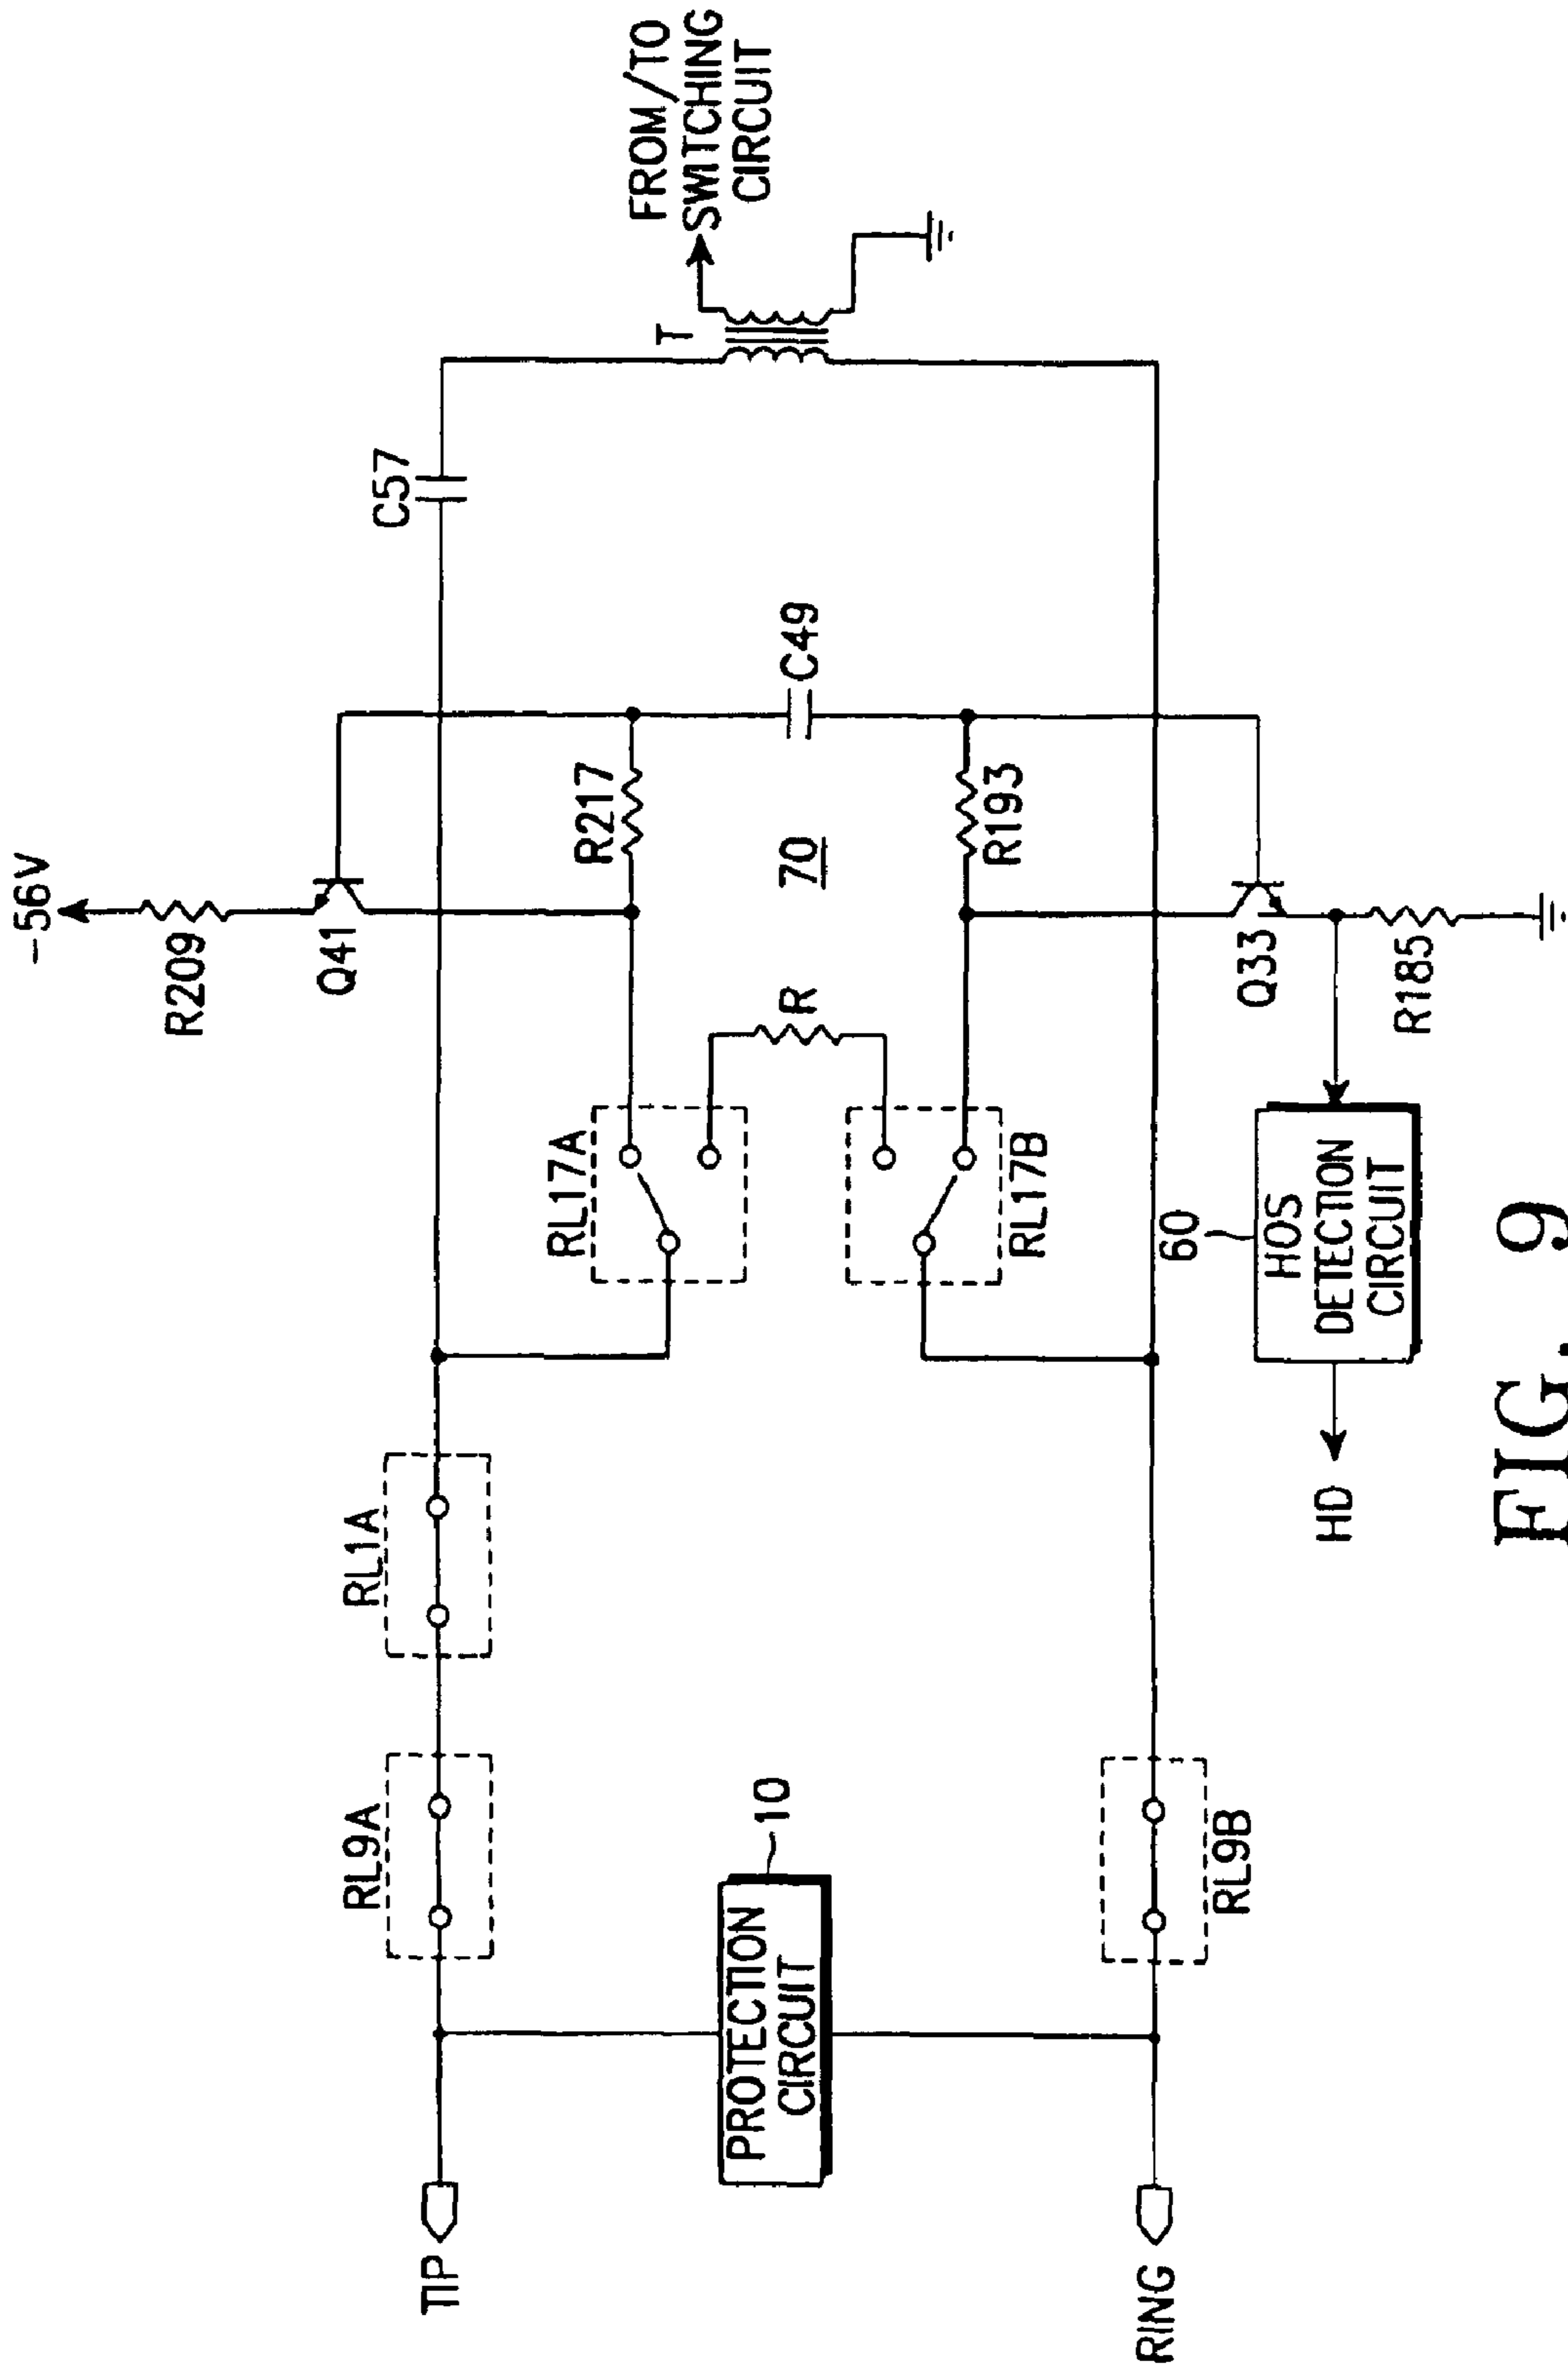 -56V
R209
Q41
C57
T
FROM/TO
SWITCHING
CIRCUIT
RL9A
RL1A
RL17A
R217
C49
R
70
R193
RL17B
TIP
PROTECTION
CIRCUIT
10
RING
RL9B
60
HOS
DETECTION
CIRCUIT
HD
Q33
R185
FIG. 9